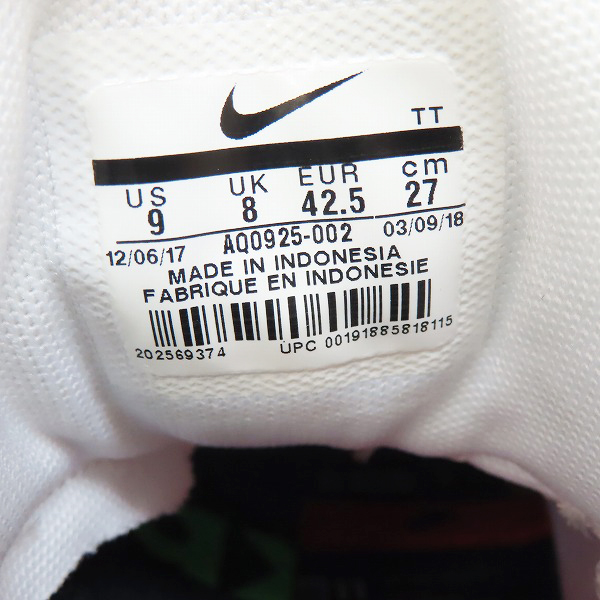 TT
US UK EUR cm
9 8 42.5 27
12/06/17 AQ0925-002 03/09/18
MADE IN INDONESIA
FABRIQUE EN INDONESIE
202569374 UPC 00191885818115